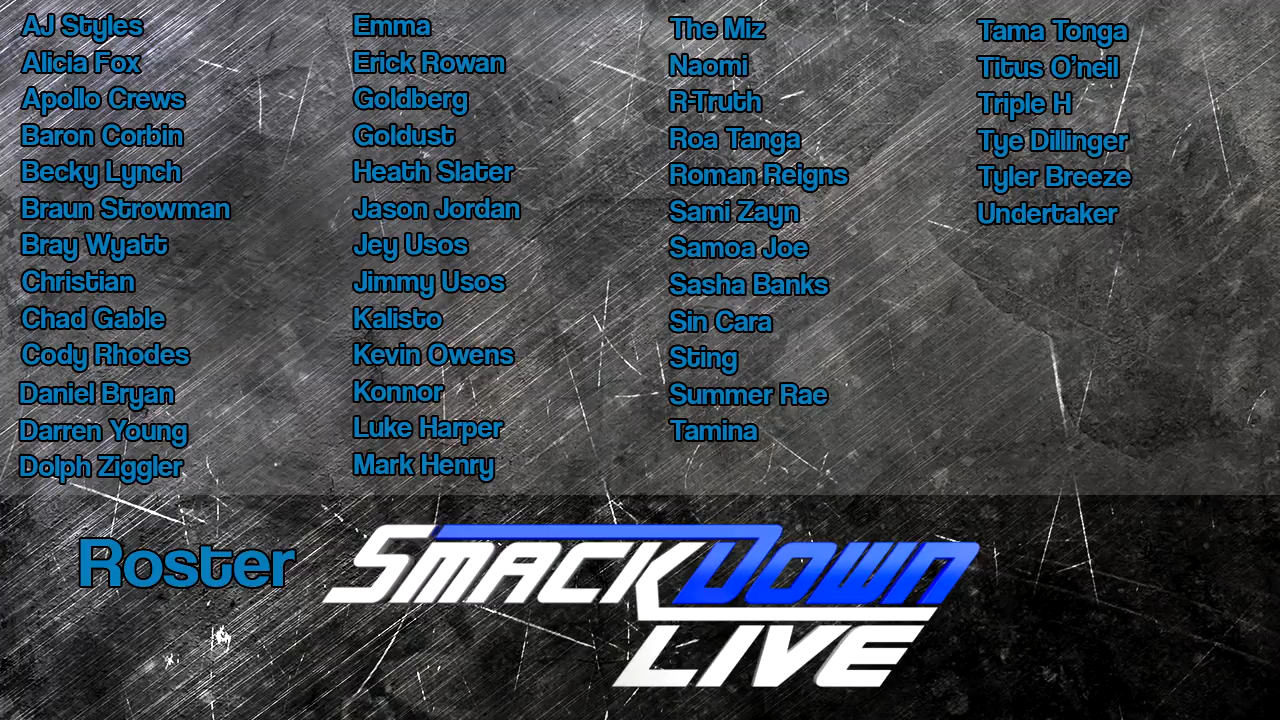 AJ Styles
Alicia Fox
Apollo Crews
Baron Corbin
Becky Lynch
Braun Strowman
Bray Wyatt
Christian
Chad Gable
Cody Rhodes
Daniel Bryan
Darren Young
Dolph Ziggler
Emma
Erick Rowan
Goldberg
Goldust
Heath Slater
Jason Jordan
Jey Usos
Jimmy Usos
Kalisto
Kevin Owens
Konnor
Luke Harper
Mark Henry
The Miz
Naomi
R-Truth
Roa Tanga
Roman Reigns
Sami Zayn
Samoa Joe
Sasha Banks
Sin Cara
Sting
Summer Rae
Tamina
Tama Tonga
Titus O'neil
Triple H
Tye Dillinger
Tyler Breeze
Undertaker
Roster
SMACKDOWN
LIVE